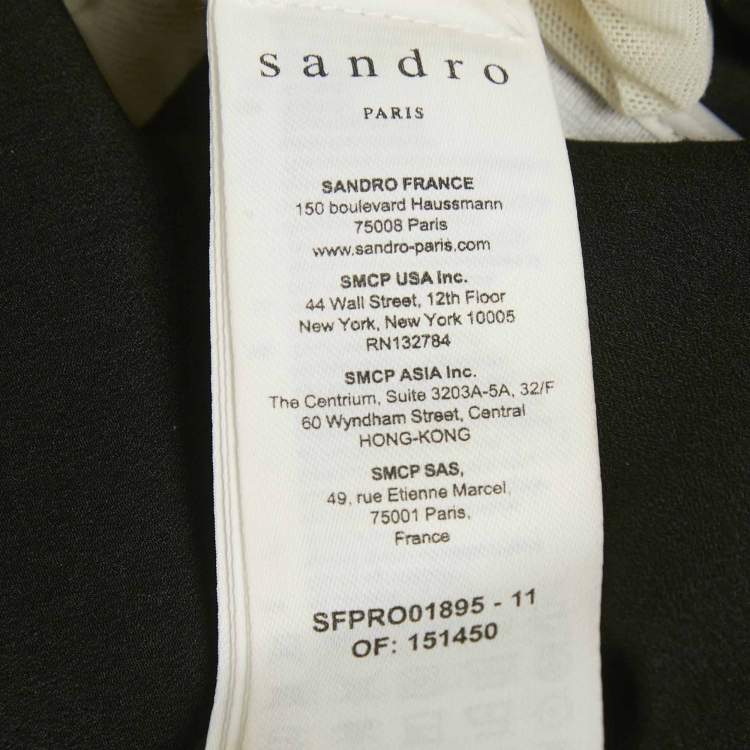 sandro
PARIS
SANDRO FRANCE
150 boulevard Haussmann
75008 Paris
www.sandro-paris.com
SMCP USA Inc.
44 Wall Street, 12th Floor
New York, New York 10005
RN132784
SMCP ASIA Inc.
The Centrium, Suite 3203A-5A, 32/F
60 Wyndham Street, Central
HONG-KONG
SMCP SAS,
49, rue Etienne Marcel,
75001 Paris,
France
SFPRO01895 - 11
OF: 151450